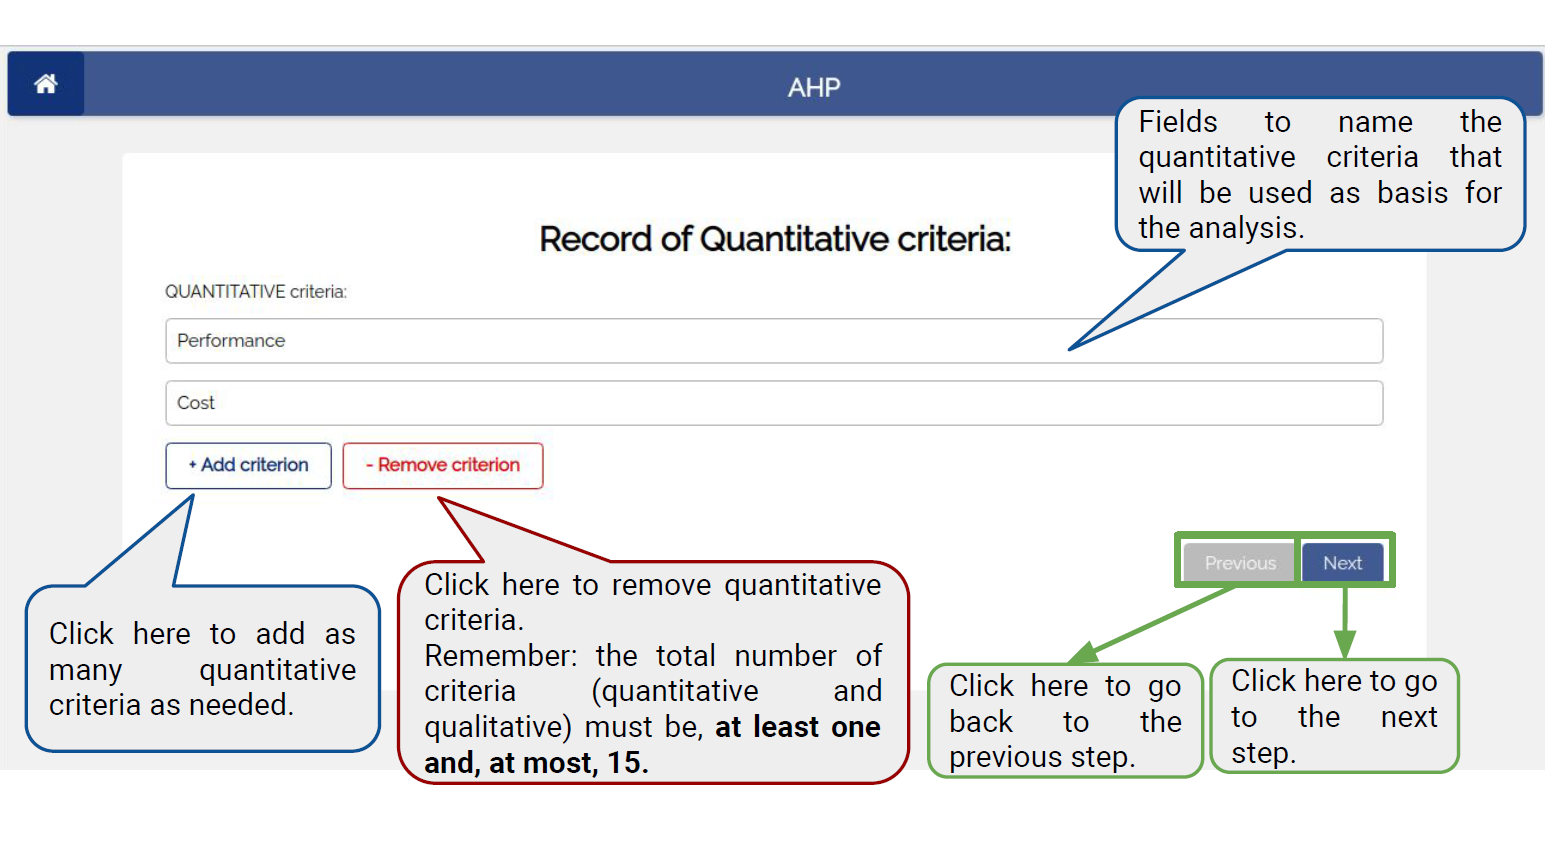 AHP
Fields to name the
quantitative criteria that
will be used as basis for
the analysis.
Record of Quantitative criteria:
QUANTITATIVE criteria:
Performance
Cost
+ Add criterion
- Remove criterion
Previous
Next
Click here to add as
many quantitative
criteria as needed.
Click here to remove quantitative
criteria.
Remember: the total number of
criteria (quantitative and
qualitative) must be, at least one
and, at most, 15.
Click here to go
back to the
previous step.
Click here to go
to the next
step.